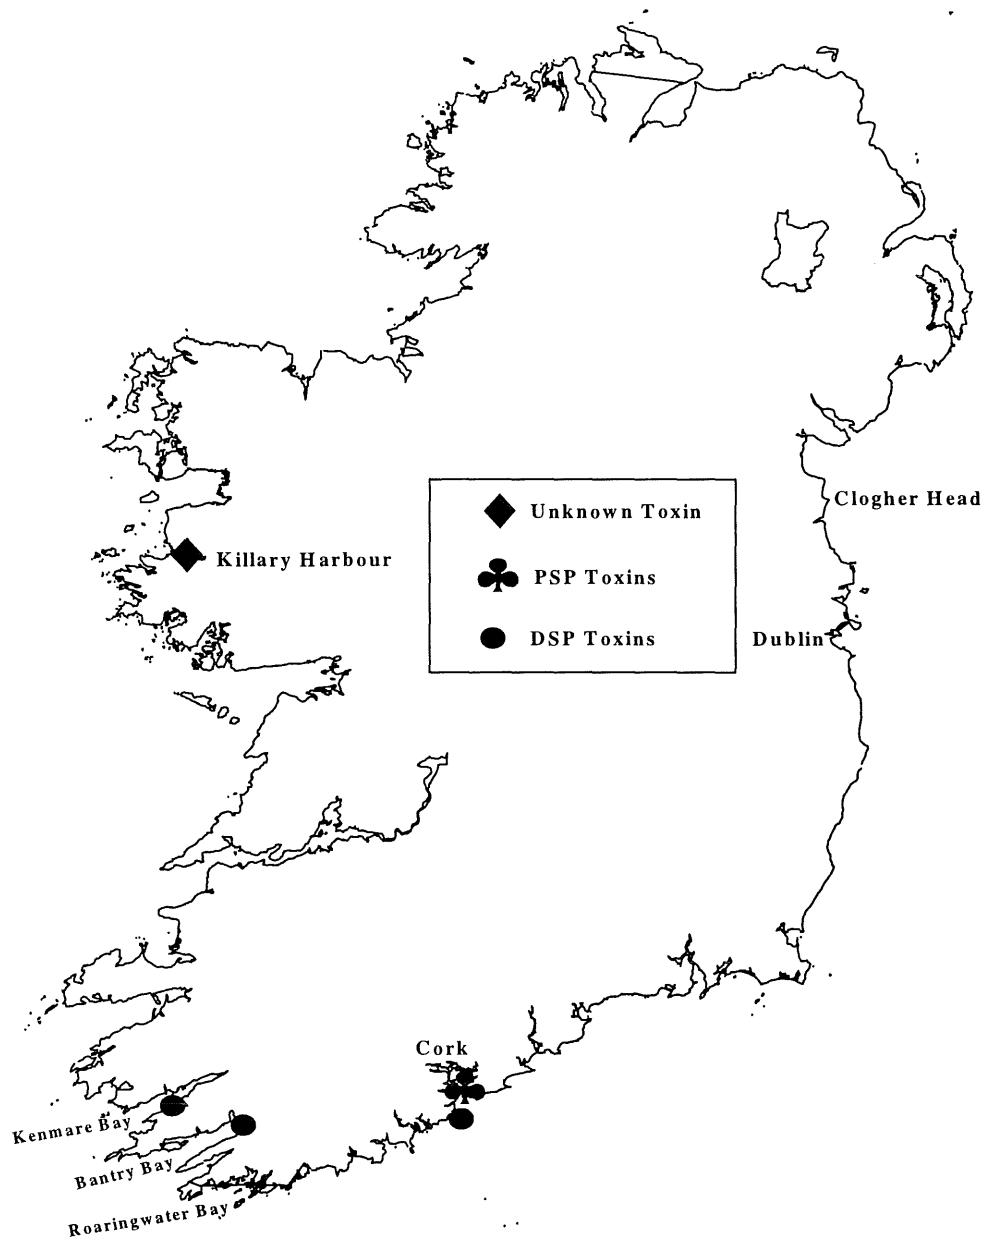 Clogher Head
Unknown Toxin
Killary Harbour
PSP Toxins
DSP Toxins
Dublin
Cork
Kenmare Bay
Bantry Bay
Roaringwater Bay